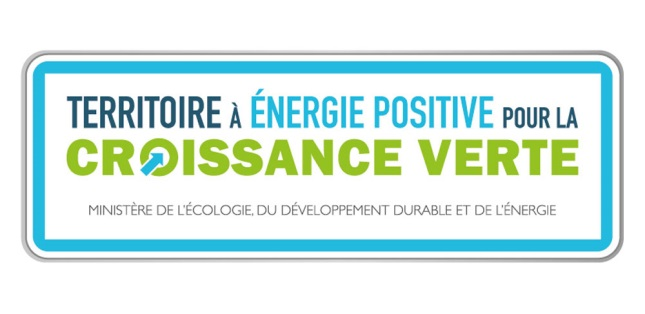 TERRITOIRE À ÉNERGIE POSITIVE POUR LA
CROISSANCE VERTE
MINISTÈRE DE L'ÉCOLOGIE, DU DÉVELOPPEMENT DURABLE ET DE L'ÉNERGIE